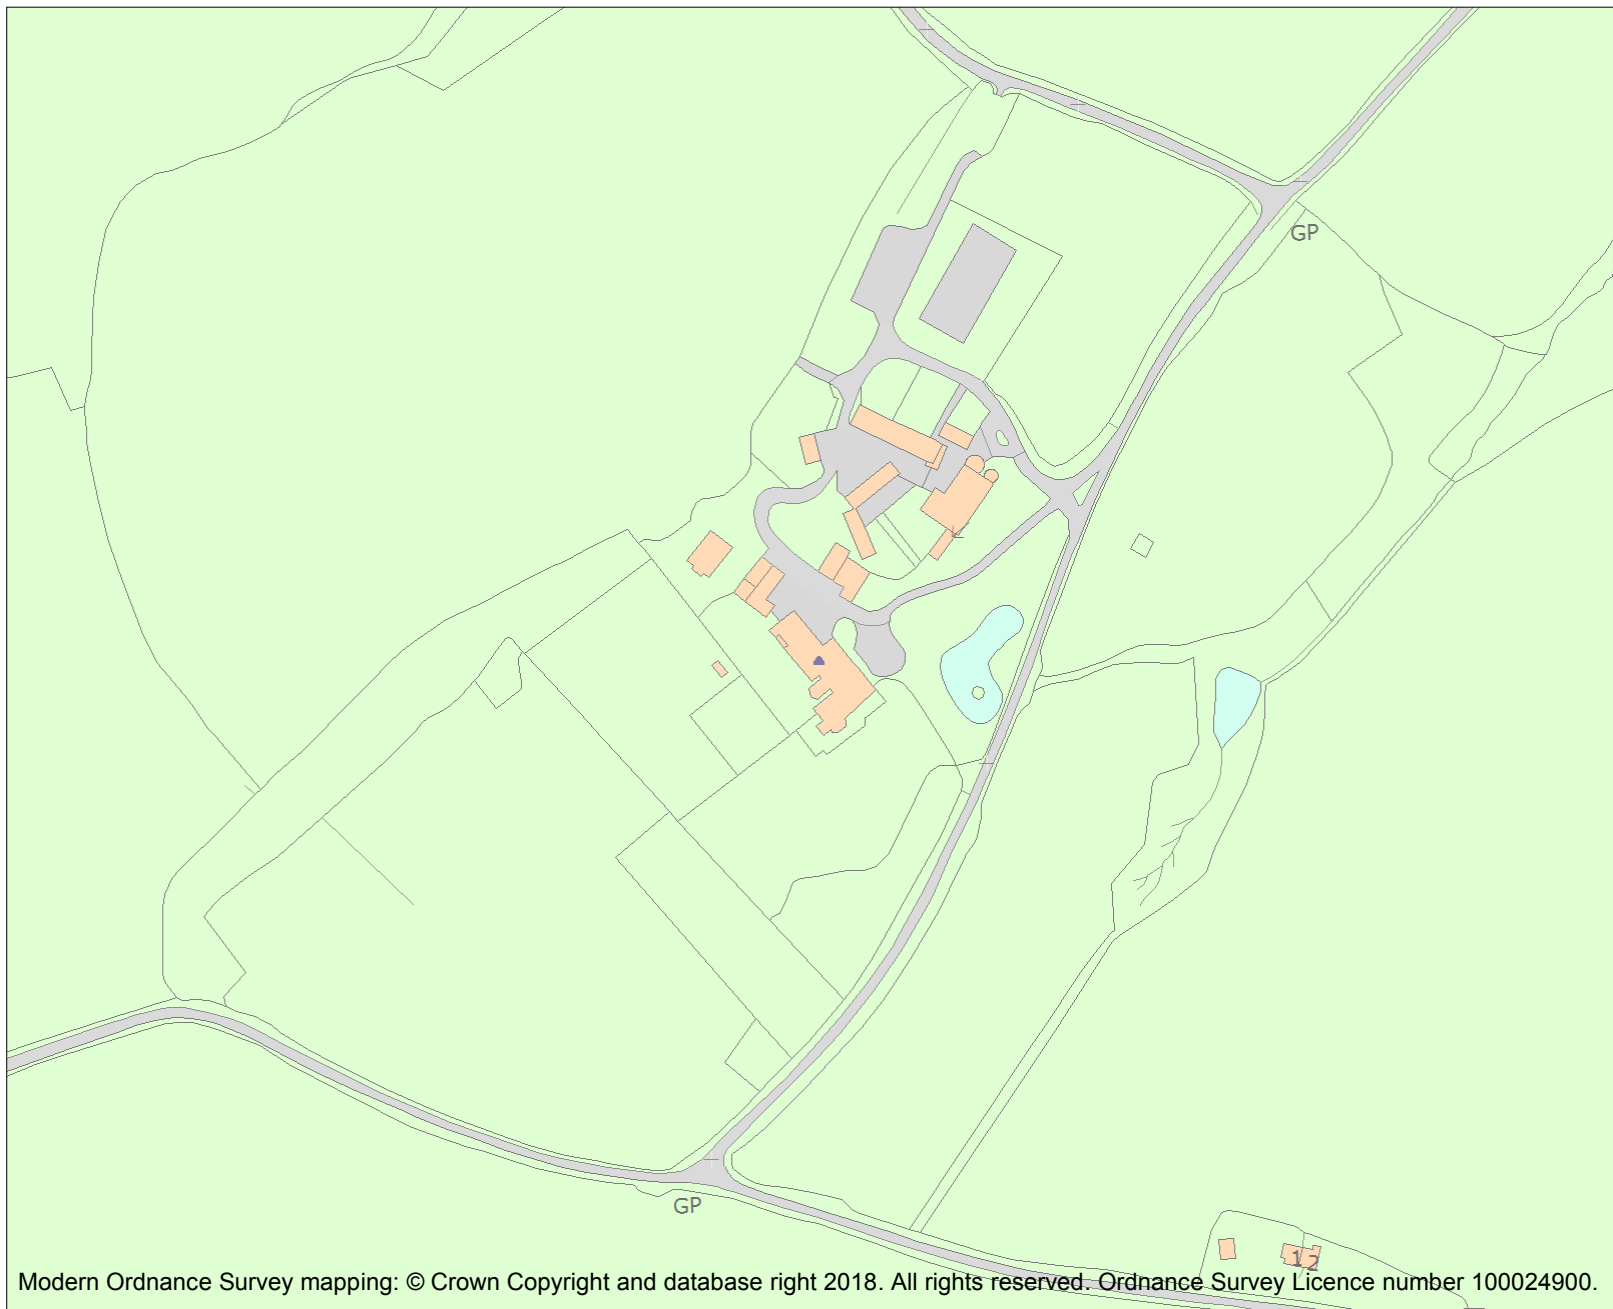 GP
GP
1 2
Modern Ordnance Survey mapping: © Crown Copyright and database right 2018. All rights reserved. Ordnance Survey Licence number 100024900.